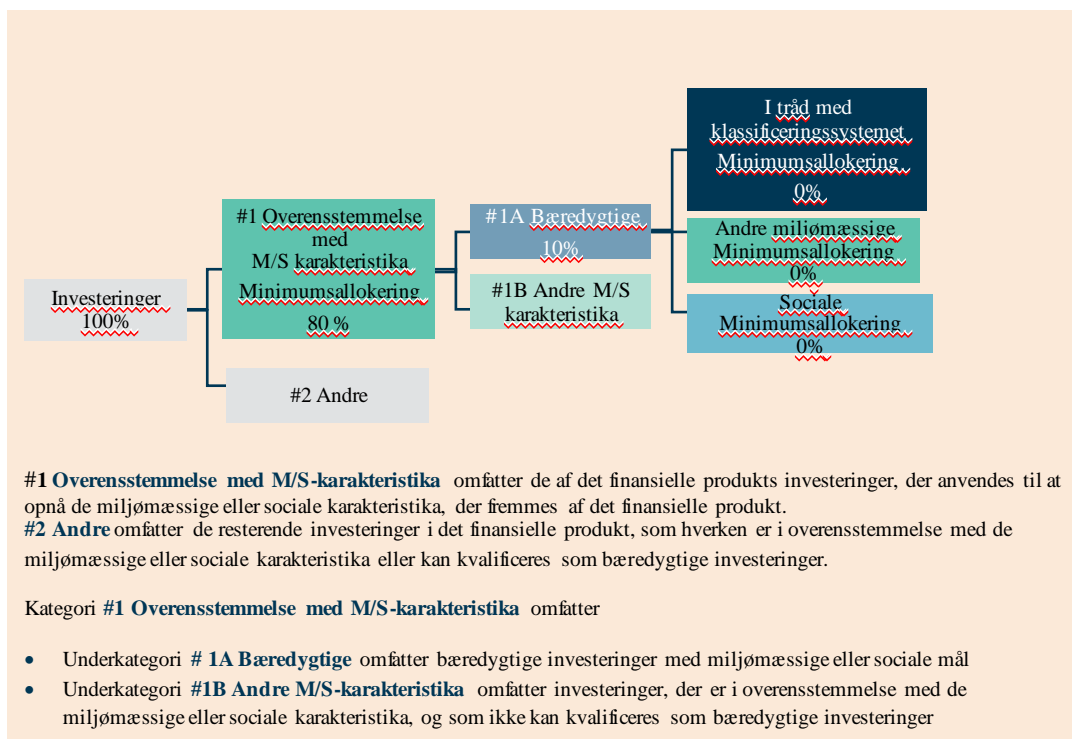 Investeringer
100%
#1 Overensstemmelse
med
M/S karakteristika
Minimumsallokering
80 %
#2 Andre
#1A Bæredygtige
10%
#1B Andre M/S
karakteristika
I tråd med
klassificeringssystemet
Minimumsallokering
0%
Andre miljømæssige
Minimumsallokering
0%
Sociale
Minimumsallokering
0%
#1 Overensstemmelse med M/S-karakteristika omfatter de af det finansielle produkts investeringer, der anvendes til at
opnå de miljømæssige eller sociale karakteristika, der fremmes af det finansielle produkt.
#2 Andre omfatter de resterende investeringer i det finansielle produkt, som hverken er i overensstemmelse med de
miljømæssige eller sociale karakteristika eller kan kvalificeres som bæredygtige investeringer.
Kategori #1 Overensstemmelse med M/S-karakteristika omfatter
• Underkategori # 1A Bæredygtige omfatter bæredygtige investeringer med miljømæssige eller sociale mål
• Underkategori #1B Andre M/S-karakteristika omfatter investeringer, der er i overensstemmelse med de
miljømæssige eller sociale karakteristika, og som ikke kan kvalificeres som bæredygtige investeringer